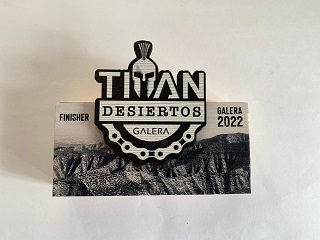 TITAN
DESIERTOS
GALERA
FINISHER
GALERA
2022